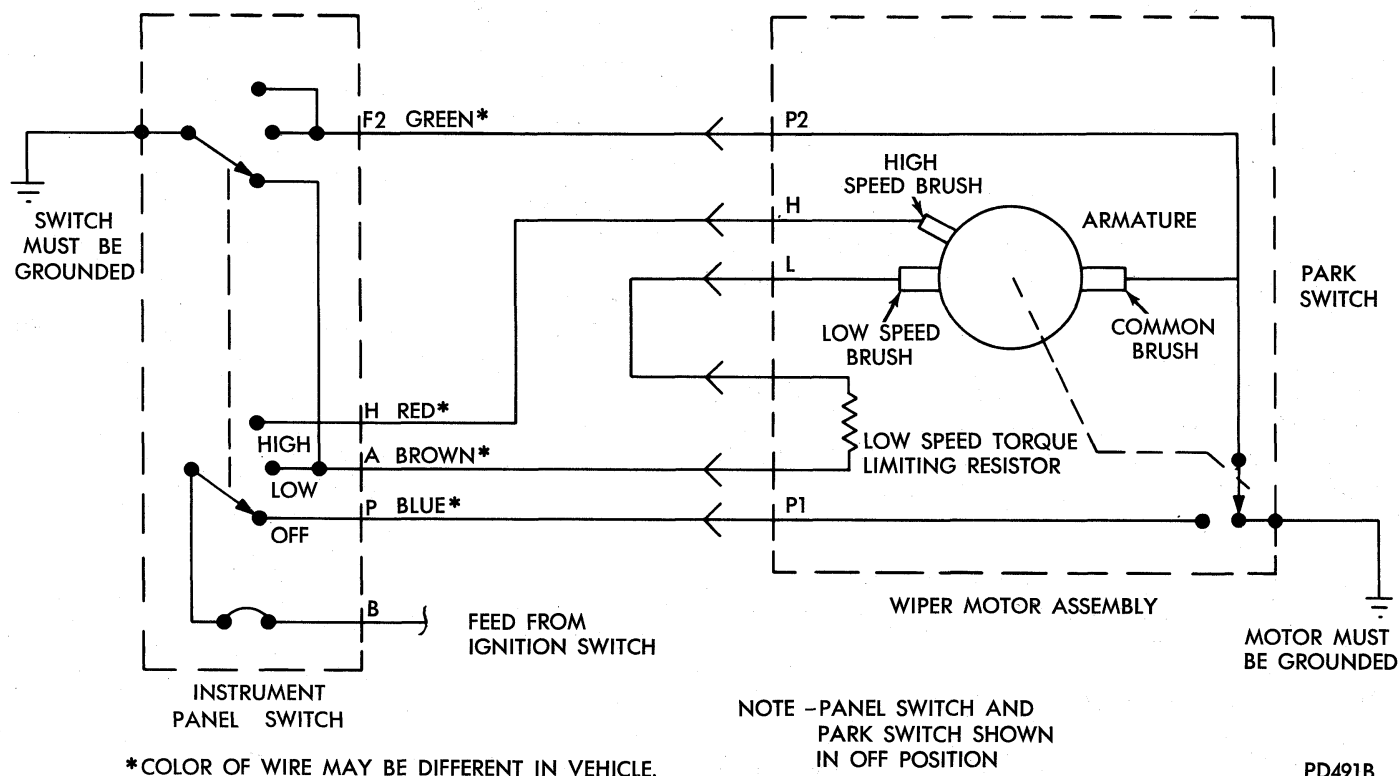 F2 GREEN*
P2
HIGH
SPEED BRUSH
SWITCH
MUST BE
GROUNDED
H
ARMATURE
L
PARK
SWITCH
LOW SPEED
BRUSH
COMMON
BRUSH
H RED*
HIGH
A BROWN*
LOW
LOW SPEED TORQUE
LIMITING RESISTOR
P BLUE*
P1
OFF
B
FEED FROM
IGNITION SWITCH
WIPER MOTOR ASSEMBLY
MOTOR MUST
BE GROUNDED
INSTRUMENT
PANEL SWITCH
NOTE –PANEL SWITCH AND
PARK SWITCH SHOWN
IN OFF POSITION
*COLOR OF WIRE MAY BE DIFFERENT IN VEHICLE.
PD491B